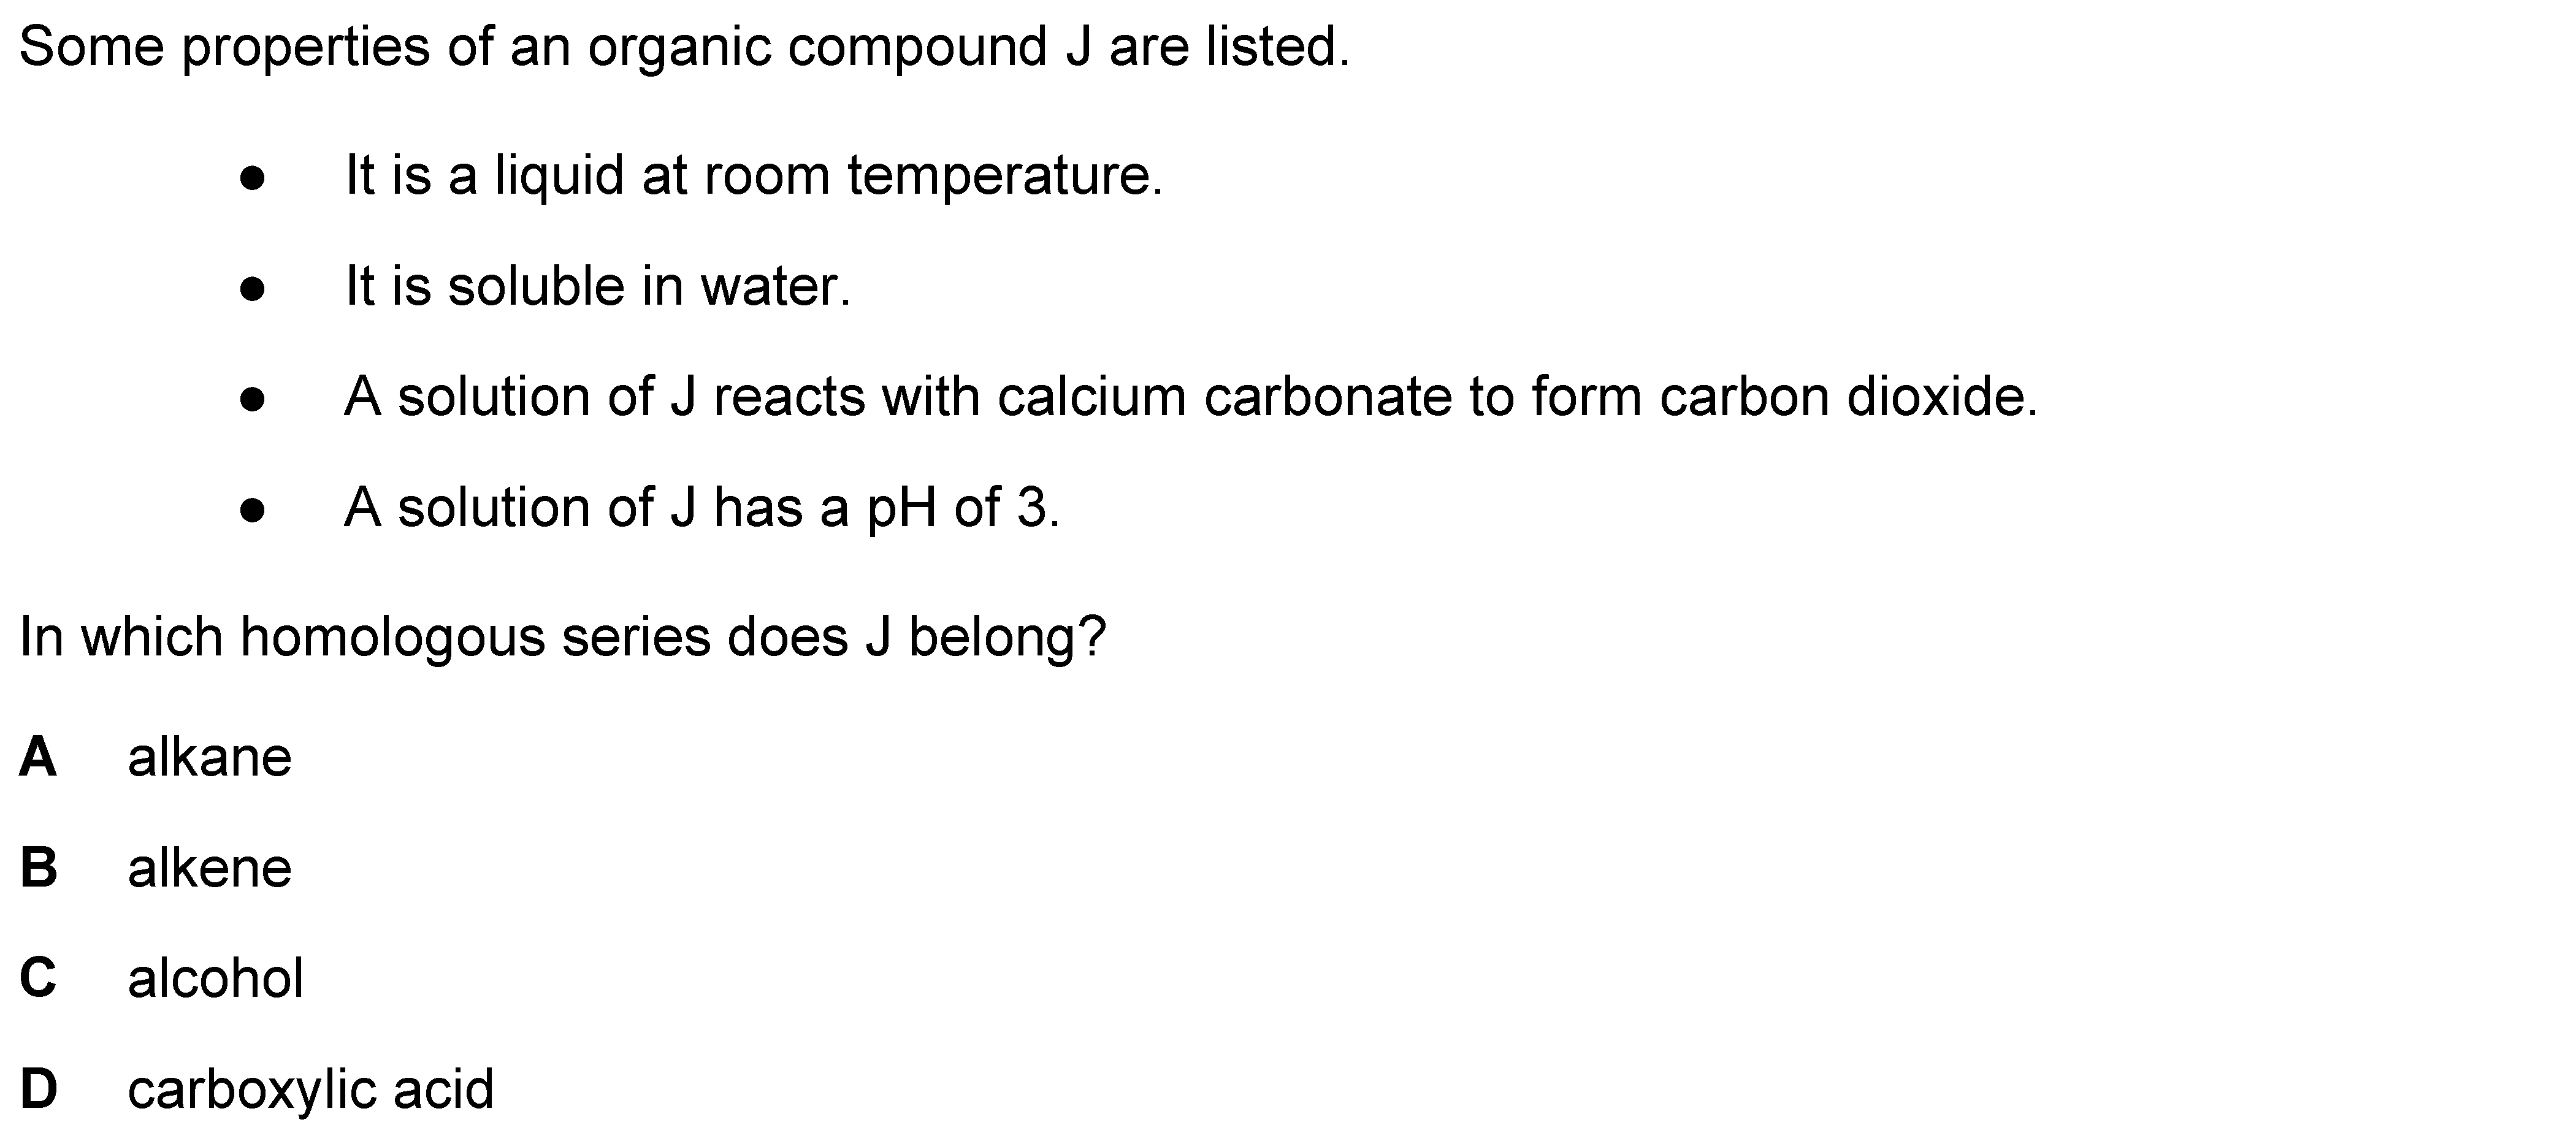 Some properties of an organic compound J are listed.
● It is a liquid at room temperature.
● It is soluble in water.
● A solution of J reacts with calcium carbonate to form carbon dioxide.
● A solution of J has a pH of 3.
In which homologous series does J belong?
A alkane
B alkene
C alcohol
D carboxylic acid